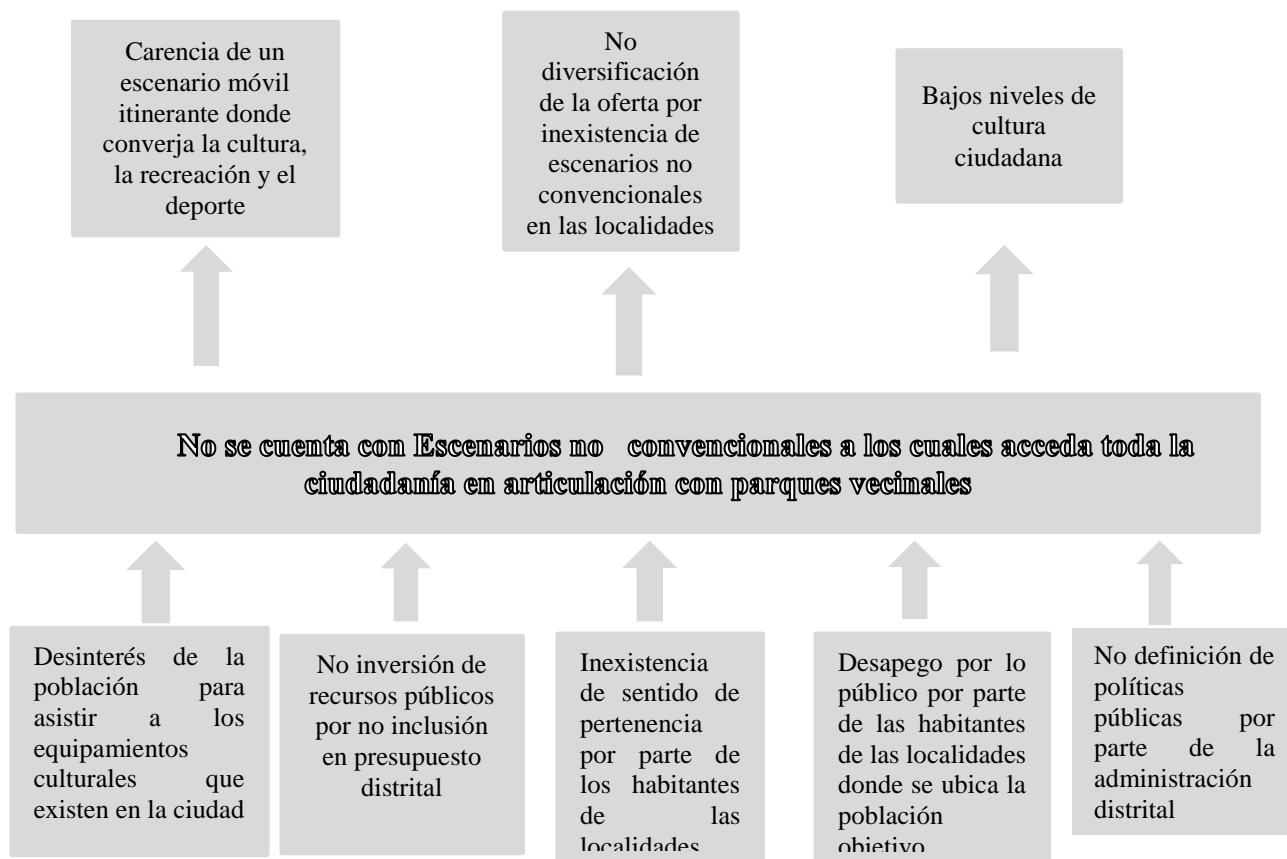 Carencia de un
escenario móvil
itinerante donde
converja la cultura,
la recreación y el
deporte
No
diversificación
de la oferta por
inexistencia de
escenarios no
convencionales
en las localidades
Bajos niveles de
cultura
ciudadana
No se cuenta con Escenarios no convencionales a los cuales acceda toda la
ciudadanía en articulación con parques vecinales
Desinterés de la
población para
asistir a los
equipamientos
culturales que
existen en la ciudad
No inversión de
recursos públicos
por no inclusión
en presupuesto
distrital
Inexistencia
de sentido de
pertenencia
por parte de
los habitantes
de las
localidades
Desapego por lo
público por parte
de las habitantes
de las localidades
donde se ubica la
población
objetivo
No definición de
políticas
públicas por
parte de la
administración
distrital